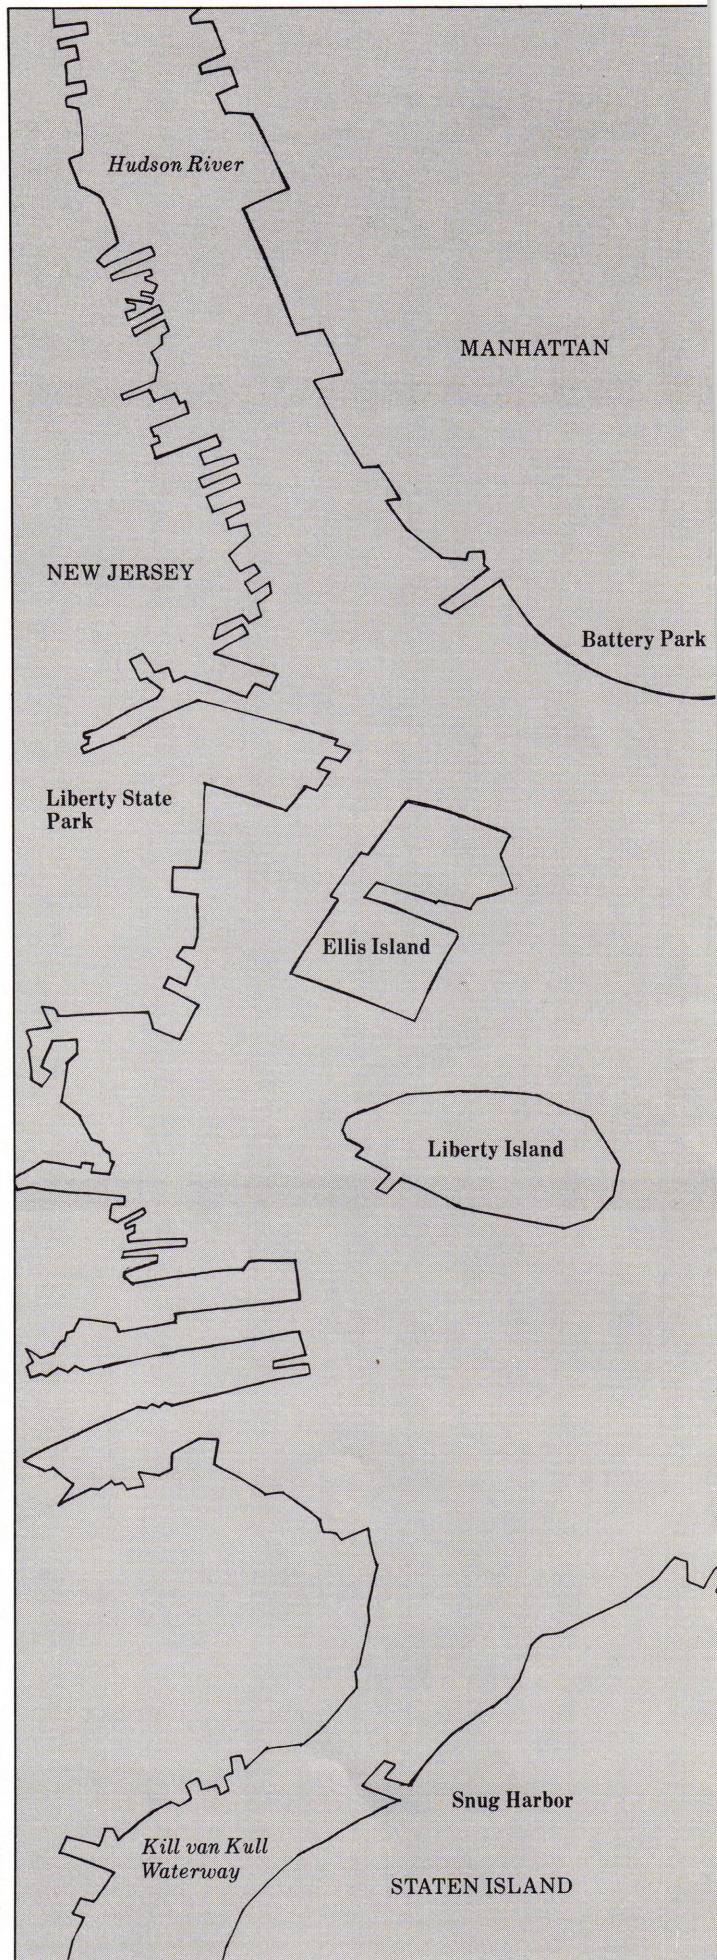 Hudson River
MANHATTAN
NEW JERSEY
Battery Park
Liberty State
Park
Ellis Island
Liberty Island
Snug Harbor
Kill van Kull
Waterway
STATEN ISLAND